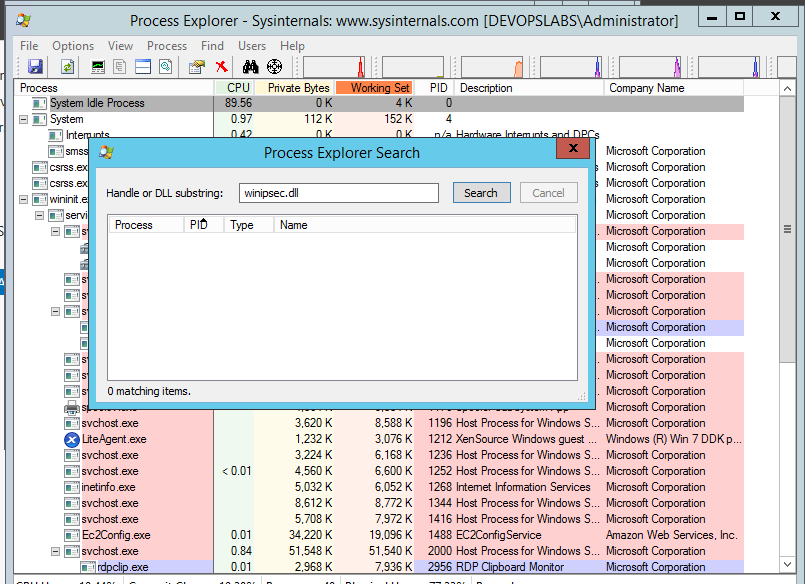 Process Explorer - Sysinternals: www.sysinternals.com [DEVOPSLABS\Administrator]
File Options View Process Find Users Help
Process CPU Private Bytes Working Set PID Description Company Name
System Idle Process 89.56 0 K 4 K 0
System 0.97 112 K 152 K 4
Interrupts 0.42 0 K 0 K n/a Hardware Interrupts and DPCs
smss Microsoft Corporation
csrss.ex Microsoft Corporation
csrss.ex Microsoft Corporation
wininit.ex Microsoft Corporation
servi Microsoft Corporation
Microsoft Corporation
Microsoft Corporation
Microsoft Corporation
Microsoft Corporation
Microsoft Corporation
Microsoft Corporation
Microsoft Corporation
Microsoft Corporation
Microsoft Corporation
Microsoft Corporation
Microsoft Corporation
Process Explorer Search
Handle or DLL substring: winipsec.dll Search Cancel
Process PID Type Name
0 matching items.
Microsoft Corporation
svchost.exe 3,620 K 8,588 K 1196 Host Process for Windows S... Microsoft Corporation
LiteAgent.exe 1,232 K 3,076 K 1212 XenSource Windows guest ... Windows (R) Win 7 DDK p...
svchost.exe 3,224 K 6,168 K 1236 Host Process for Windows S... Microsoft Corporation
svchost.exe < 0.01 4,560 K 6,600 K 1252 Host Process for Windows S... Microsoft Corporation
inetinfo.exe 5,032 K 6,052 K 1268 Internet Information Services Microsoft Corporation
svchost.exe 8,612 K 8,772 K 1344 Host Process for Windows S... Microsoft Corporation
svchost.exe 5,708 K 7,972 K 1416 Host Process for Windows S... Microsoft Corporation
Ec2Config.exe 0.01 34,220 K 19,096 K 1488 EC2ConfigService Amazon Web Services, Inc.
svchost.exe 0.84 51,548 K 51,540 K 2000 Host Process for Windows S... Microsoft Corporation
rdpclip.exe 0.01 2,968 K 7,936 K 2956 RDP Clipboard Monitor Microsoft Corporation